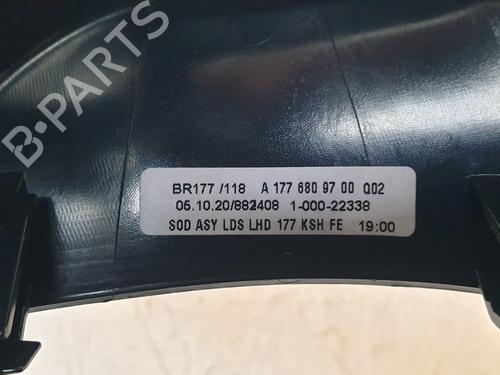 B-PARTS
BR177 /118 A 177 680 97 00 Q02
05.10.20/882408 1-000-22338
SOD ASY LDS LHD 177 KSH FE 19:00